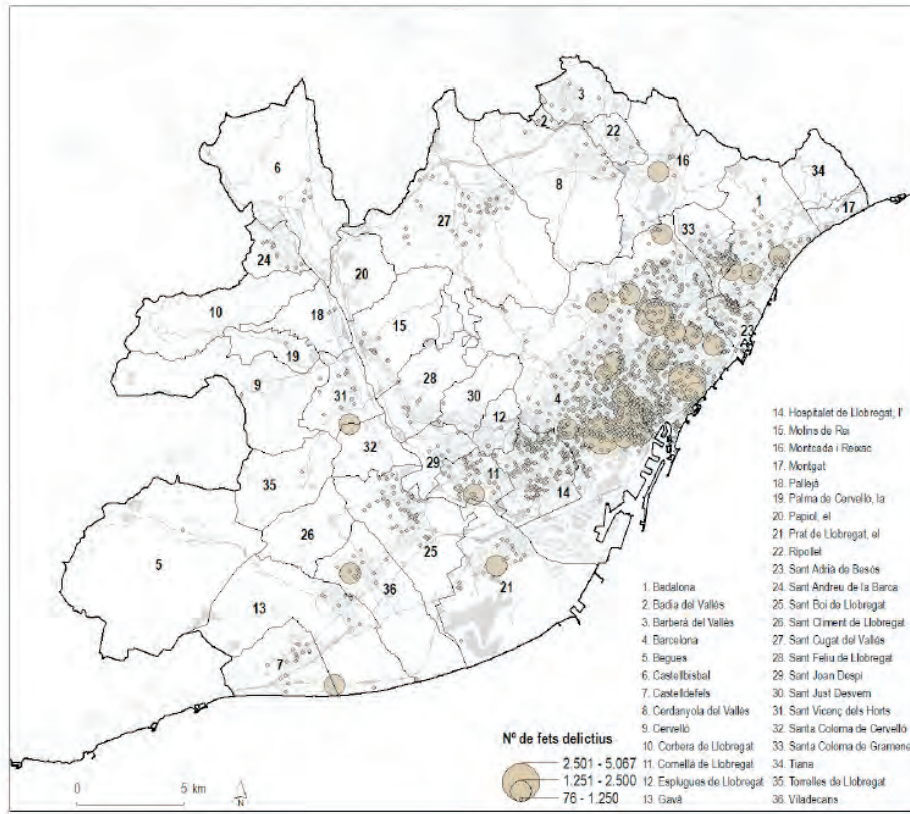 3
2
22
6
16
34
8
1
17
27
33
24
20
10
18
15
23
19
28
9
31
30
4
12
32
29
11
14
35
26
25
5
36
21
13
7
14. Hospitalet de Llobregat, l'
15. Molins de Rei
16. Montcada i Reixac
17. Montgat
18. Pallejà
19. Palma de Cervelló, la
20. Papiol, el
21. Prat de Llobregat, el
22. Ripollet
23. Sant Adrià de Besòs
1. Badalona
24. Sant Andreu de la Barca
2. Badia del Vallès
25. Sant Boi de Llobregat
3. Barberà del Vallès
26. Sant Climent de Llobregat
4. Barcelona
27. Sant Cugat del Vallès
5. Begues
28. Sant Feliu de Llobregat
6. Castellbisbal
29. Sant Joan Despí
7. Castelldefels
30. Sant Just Desvern
8. Cerdanyola del Vallès
31. Sant Vicenç dels Horts
9. Cervelló
32. Santa Coloma de Cervelló
10. Corbera de Llobregat
33. Santa Coloma de Gramene
11. Cornellà de Llobregat
34. Tiana
12. Esplugues de Llobregat
35. Torrelles de Llobregat
13. Gavà
36. Viladecans
Nº de fets delictius
2.501 - 5.067
1.251 - 2.500
76 - 1.250
0 5 km
N